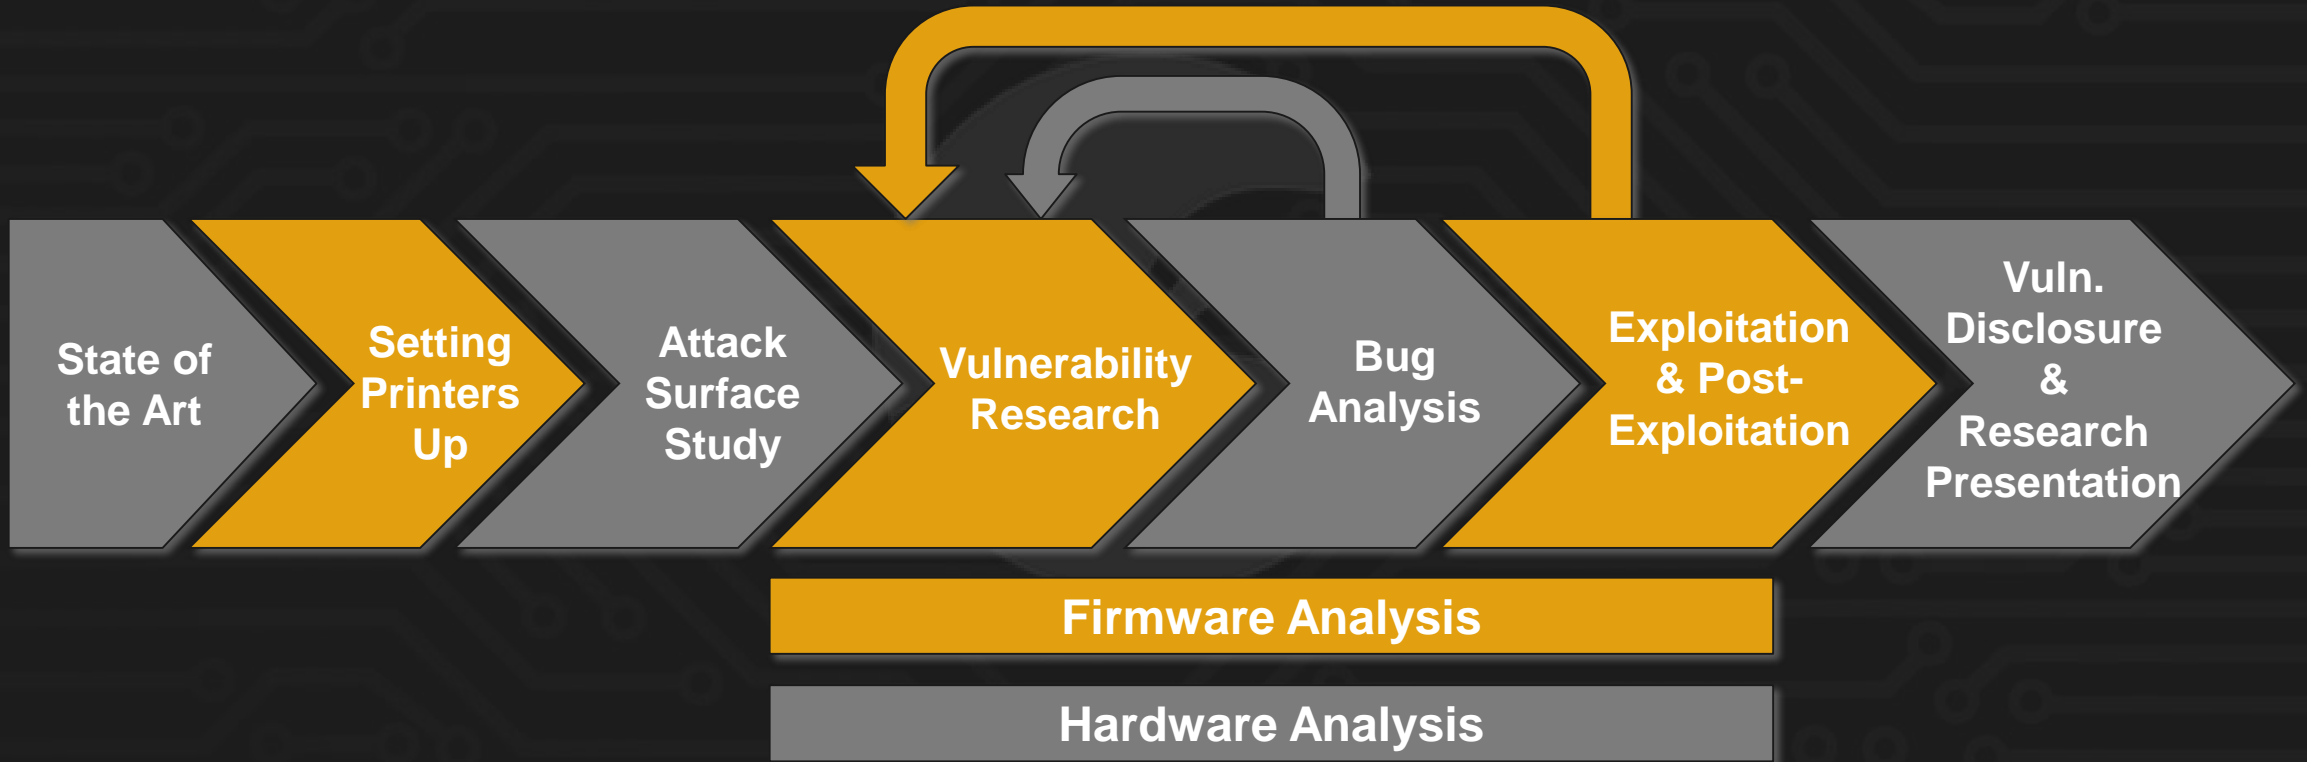 State of
the Art
Setting
Printers
Up
Attack
Surface
Study
Vulnerability
Research
Bug
Analysis
Exploitation
& Post-
Exploitation
Vuln.
Disclosure
&
Research
Presentation
Firmware Analysis
Hardware Analysis